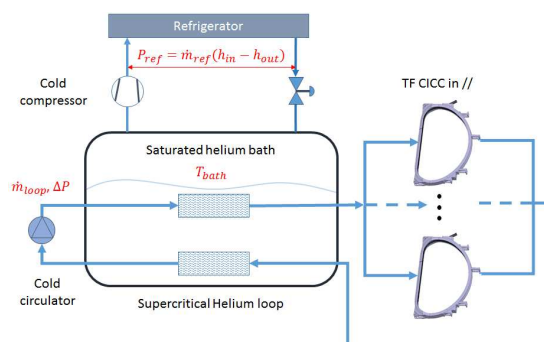 Refrigerator
P_ref = ṁ_ref(h_in − h_out)
Cold
compressor
TF CICC in //
Saturated helium bath
T_bath
ṁ_loop, ΔP
Cold
circulator
Supercritical Helium loop